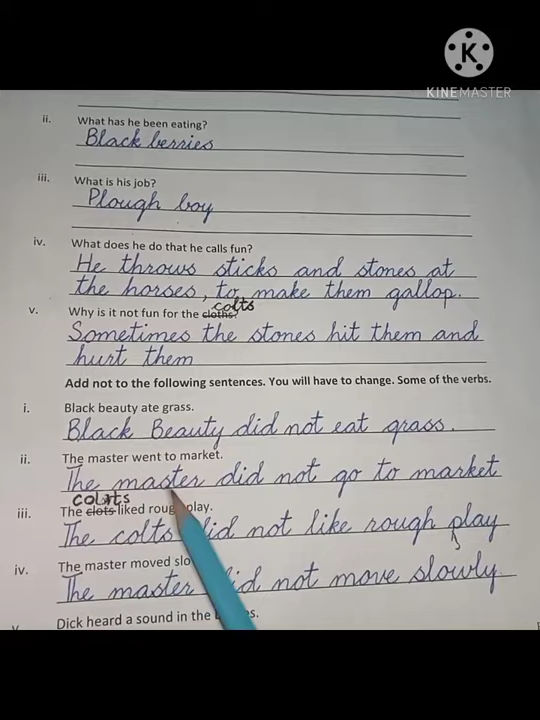 K
KINEMASTER
ii. What has he been eating?
Black berries
iii. What is his job?
Plough boy
iv. What does he do that he calls fun?
He throws sticks and stones at
the horses, to make them gallop.
colts
v. Why is it not fun for the cloths?
Sometimes the stones hit them and
hurt them
Add not to the following sentences. You will have to change. Some of the verbs.
i. Black beauty ate grass.
Black Beauty did not eat grass.
ii. The master went to market.
The master did not go to market
colts
iii. The clots liked rough play.
The colts did not like rough play
iv. The master moved slo
The master did not move slowly
v. Dick heard a sound in the